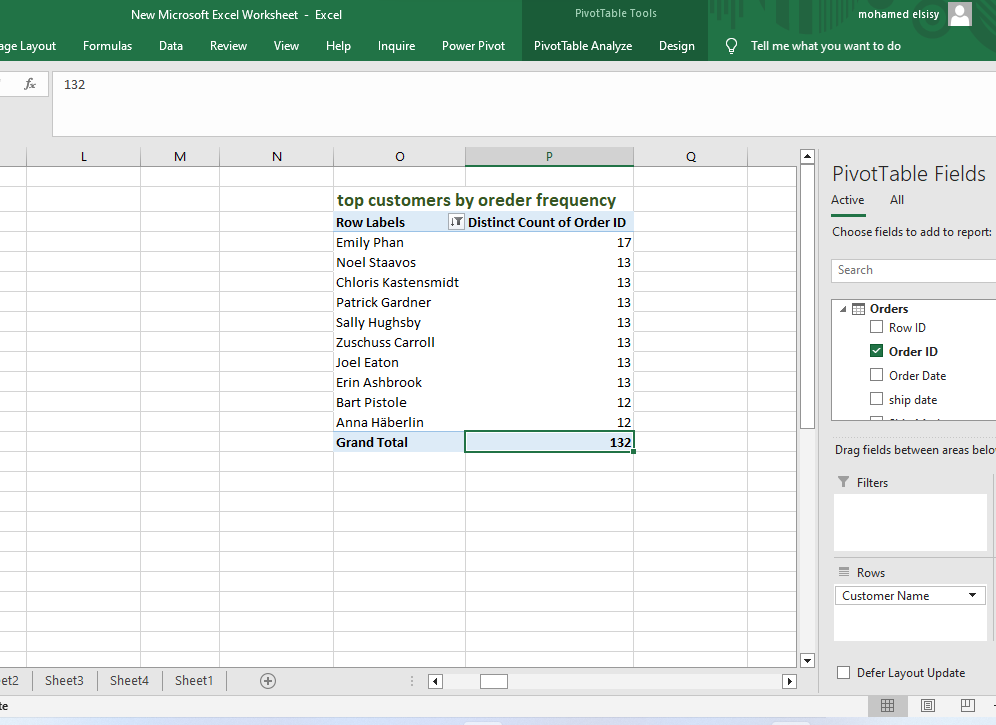 New Microsoft Excel Worksheet - Excel
PivotTable Tools
mohamed elsisy
age Layout Formulas Data Review View Help Inquire Power Pivot PivotTable Analyze Design Tell me what you want to do
fx 132
L M N O P Q
top customers by oreder frequency
Row Labels Distinct Count of Order ID
Emily Phan 17
Noel Staavos 13
Chloris Kastensmidt 13
Patrick Gardner 13
Sally Hughsby 13
Zuschuss Carroll 13
Joel Eaton 13
Erin Ashbrook 13
Bart Pistole 12
Anna Häberlin 12
Grand Total 132
PivotTable Fields
Active All
Choose fields to add to report:
Search
Orders
Row ID
Order ID
Order Date
ship date
Drag fields between areas belo
Filters
Rows
Customer Name
Defer Layout Update
et2 Sheet3 Sheet4 Sheet1
te